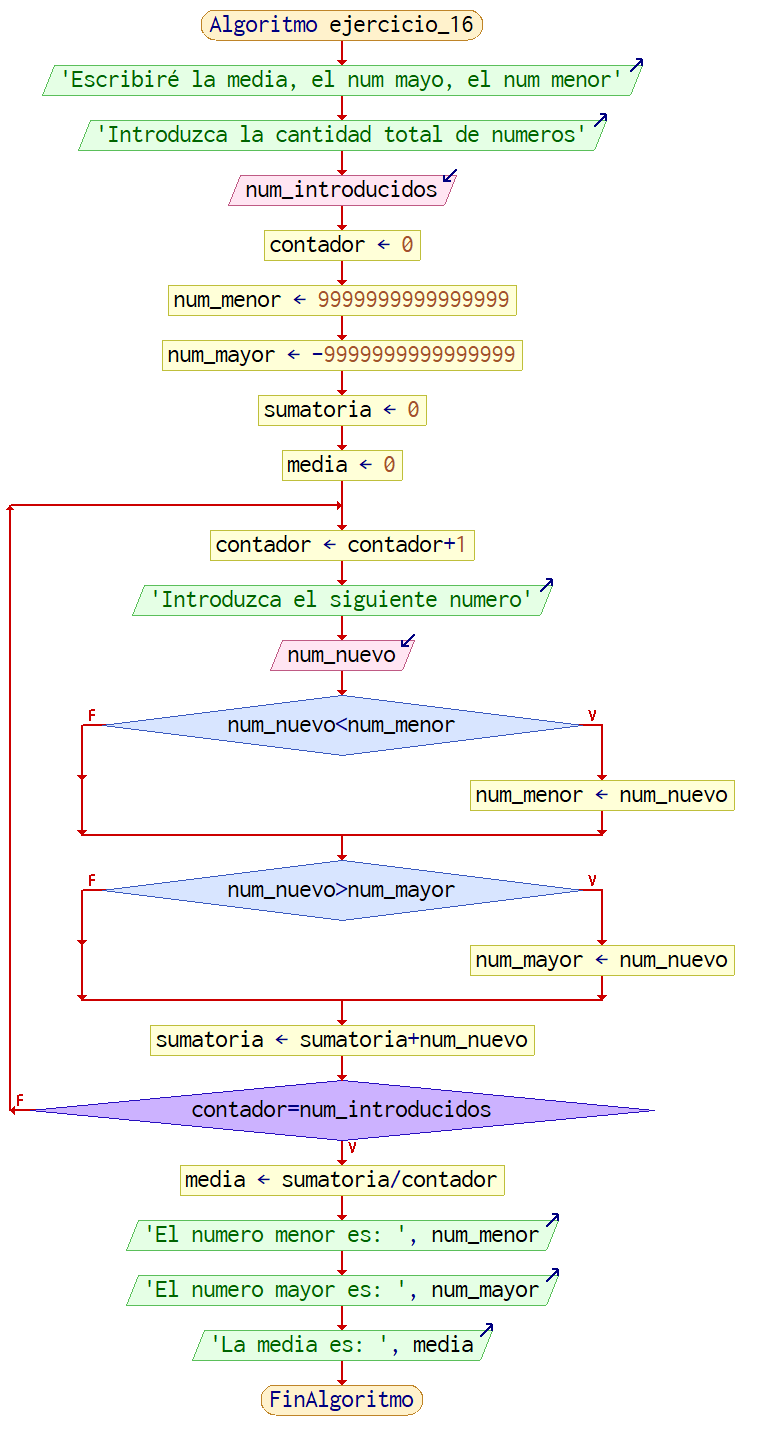 Algoritmo ejercicio_16
'Escribiré la media, el num mayo, el num menor'
'Introduzca la cantidad total de numeros'
num_introducidos
contador ← 0
num_menor ← 9999999999999999
num_mayor ← -9999999999999999
sumatoria ← 0
media ← 0
contador ← contador+1
'Introduzca el siguiente numero'
num_nuevo
F
V
num_nuevo<num_menor
num_menor ← num_nuevo
F
V
num_nuevo>num_mayor
num_mayor ← num_nuevo
sumatoria ← sumatoria+num_nuevo
F
contador=num_introducidos
V
media ← sumatoria/contador
'El numero menor es: ', num_menor
'El numero mayor es: ', num_mayor
'La media es: ', media
FinAlgoritmo